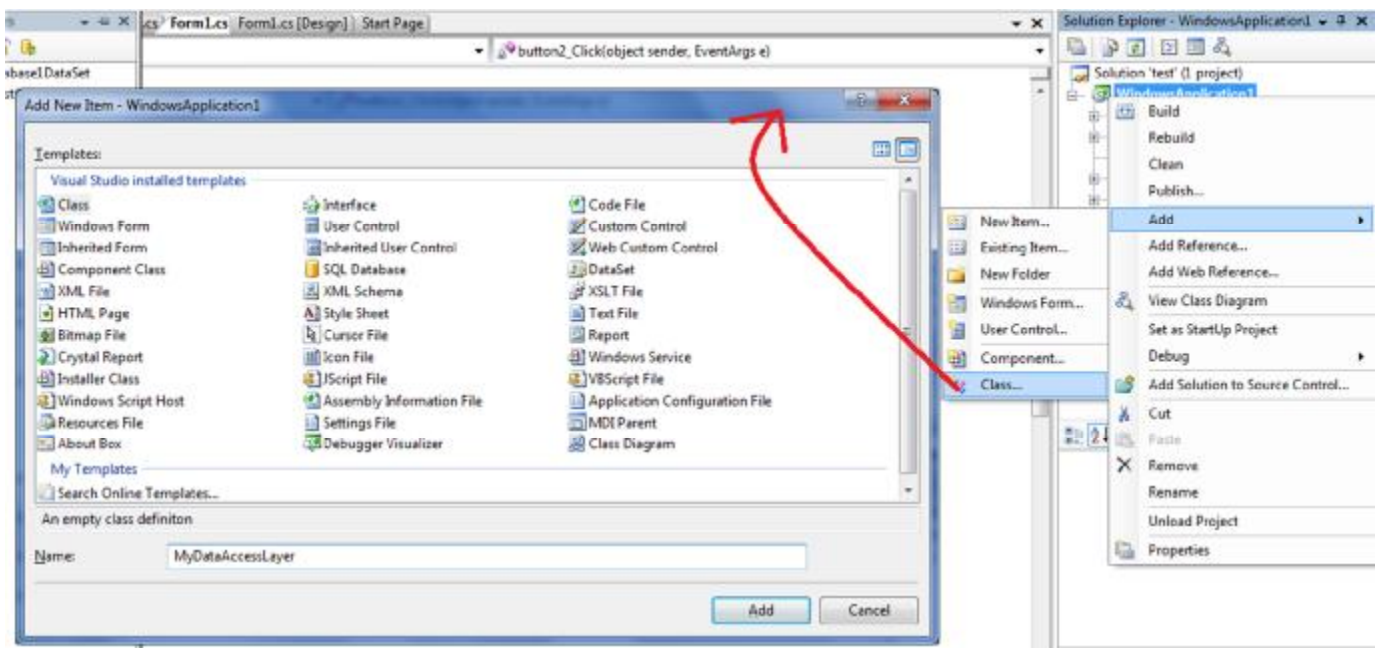 .cs Form1.cs Form1.cs [Design] Start Page
button2_Click(object sender, EventArgs e)
base1DataSet
Add New Item - WindowsApplication1
Templates:
Visual Studio installed templates
Class Interface Code File
Windows Form User Control Custom Control
Inherited Form Inherited User Control Web Custom Control
Component Class SQL Database DataSet
XML File XML Schema XSLT File
HTML Page Style Sheet Text File
Bitmap File Cursor File Report
Crystal Report Icon File Windows Service
Installer Class JScript File VBScript File
Windows Script Host Assembly Information File Application Configuration File
Resources File Settings File MDI Parent
About Box Debugger Visualizer Class Diagram
My Templates
Search Online Templates...
An empty class definiton
Name: MyDataAccessLayer
Add Cancel
New Item...
Existing Item...
New Folder
Windows Form...
User Control...
Component...
Class...
Solution Explorer - WindowsApplication1
Solution 'test' (1 project)
WindowsApplication1
Build
Rebuild
Clean
Publish...
Add
Add Reference...
Add Web Reference...
View Class Diagram
Set as StartUp Project
Debug
Add Solution to Source Control...
Cut
Paste
Remove
Rename
Unload Project
Properties